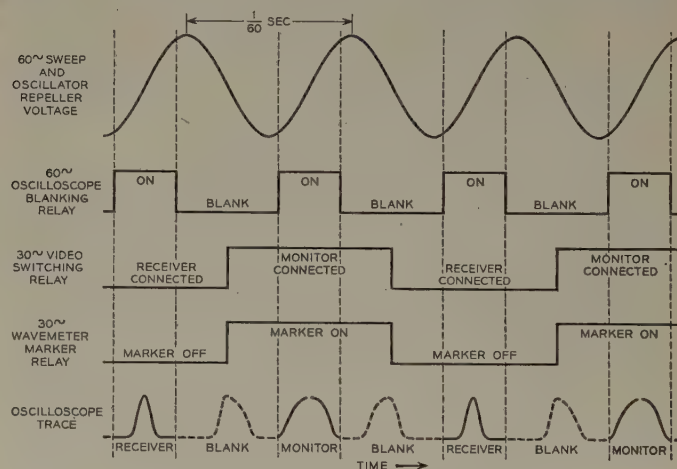 1/60 SEC
60~ SWEEP
AND
OSCILLATOR
REPELLER
VOLTAGE
60~
OSCILLOSCOPE
BLANKING
RELAY
ON
BLANK
ON
BLANK
ON
BLANK
ON
30~ VIDEO
SWITCHING
RELAY
RECEIVER
CONNECTED
MONITOR
CONNECTED
RECEIVER
CONNECTED
MONITOR
CONNECTED
30~
WAVEMETER
MARKER
RELAY
MARKER OFF
MARKER ON
MARKER OFF
MARKER ON
OSCILLOSCOPE
TRACE
RECEIVER
BLANK
MONITOR
BLANK
RECEIVER
BLANK
MONITOR
TIME